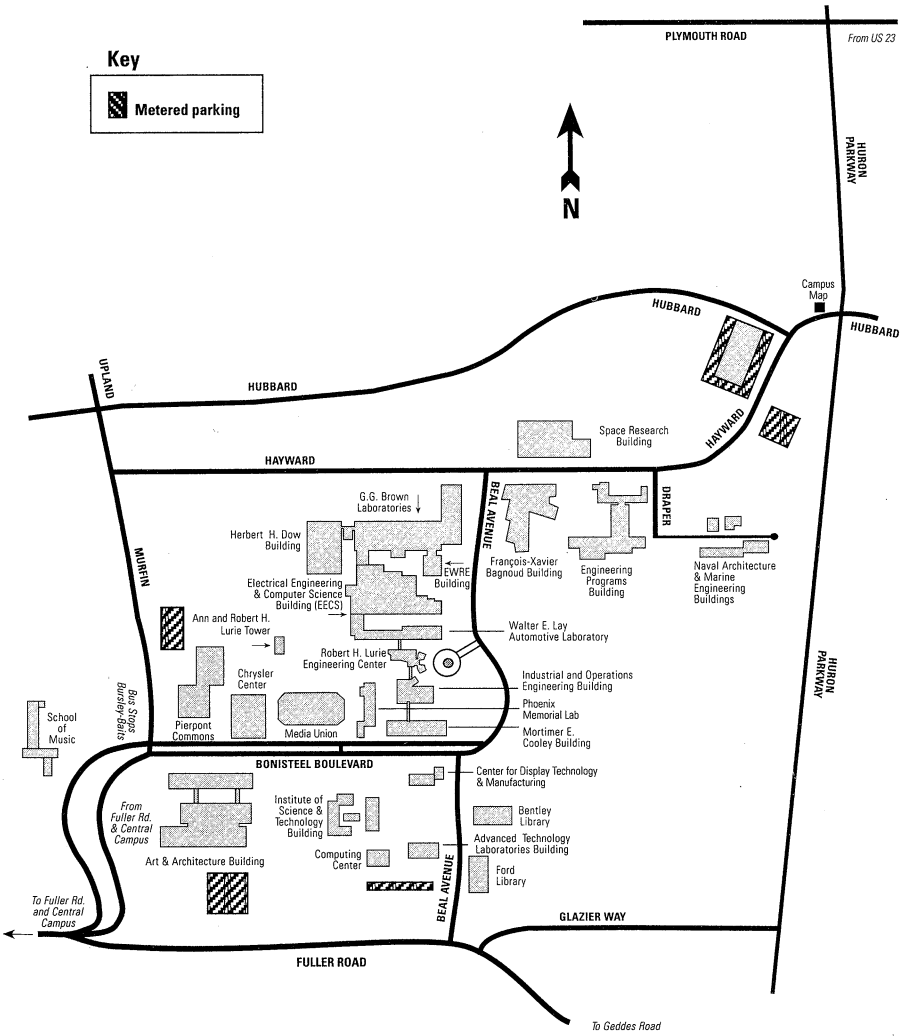 PLYMOUTH ROAD
From US 23
Key
Metered parking
HURON
PARKWAY
N
Campus
Map
HUBBARD
HUBBARD
UPLAND
HUBBARD
HAYWARD
Space Research
Building
HAYWARD
BEAL AVENUE
DRAPER
G.G. Brown
Laboratories
Herbert H. Dow
Building
MURFIN
EWRE
Building
François-Xavier
Bagnoud Building
Engineering
Programs
Building
Naval Architecture
& Marine
Engineering
Buildings
Electrical Engineering
& Computer Science
Building (EECS)
Ann and Robert H.
Lurie Tower
Walter E. Lay
Automotive Laboratory
Robert H. Lurie
Engineering Center
HURON
PARKWAY
Chrysler
Center
Industrial and Operations
Engineering Building
Bus Stops
Bursley-Baits
Phoenix
Memorial Lab
School
of
Music
Pierpont
Commons
Media Union
Mortimer E.
Cooley Building
BONISTEEL BOULEVARD
Center for Display Technology
& Manufacturing
From
Fuller Rd.
& Central
Campus
Institute of
Science &
Technology
Building
Bentley
Library
Advanced Technology
Laboratories Building
Art & Architecture Building
Computing
Center
Ford
Library
BEAL AVENUE
To Fuller Rd.
and Central
Campus
GLAZIER WAY
FULLER ROAD
To Geddes Road